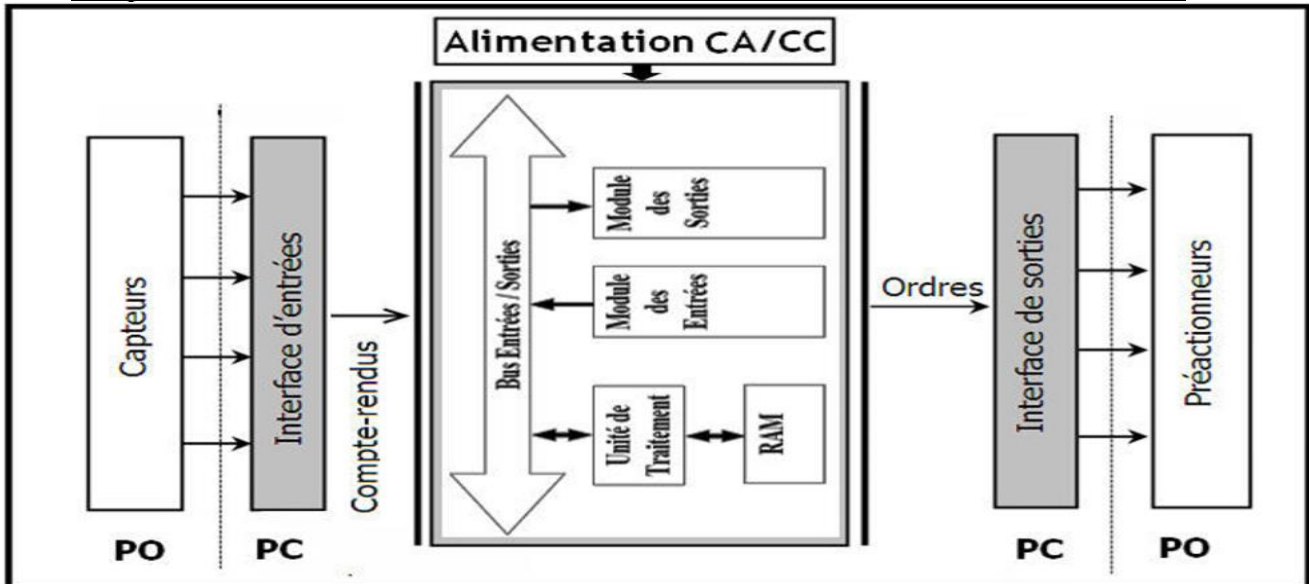 Alimentation CA/CC
Capteurs
Interface d'entrées
Compte-rendus
Bus Entrées / Sorties
Module
des
Sorties
Module
des
Entrées
Unité de
Traitement
RAM
Ordres
Interface de sorties
Préactionneurs
PO
PC
PC
PO